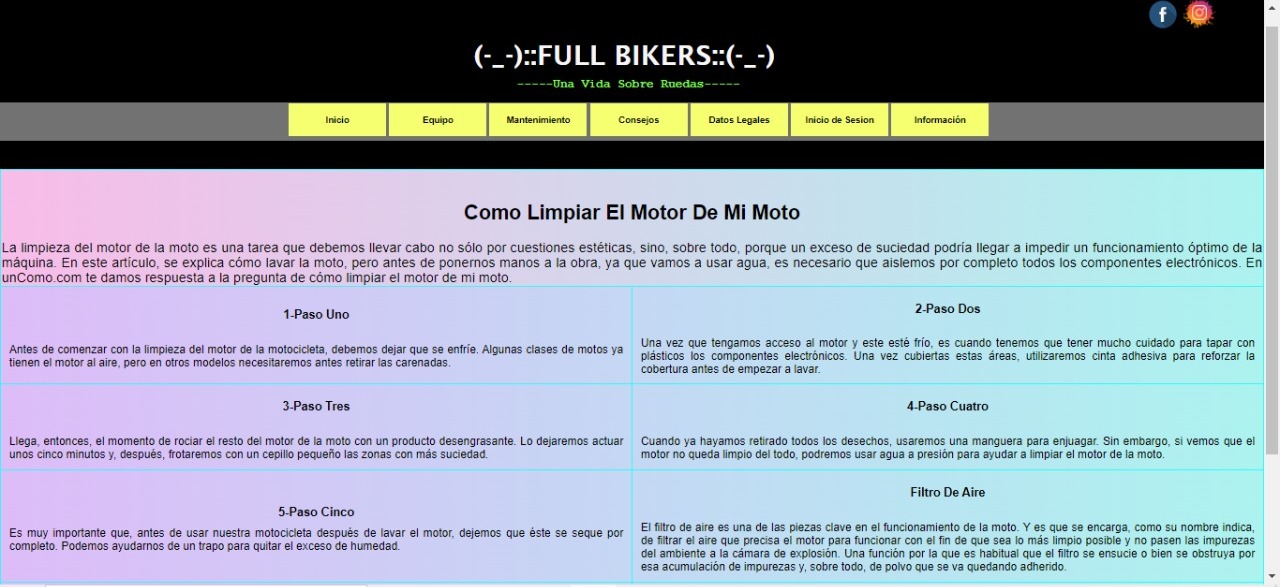 (-_-)::FULL BIKERS::(-_-)
-----Una Vida Sobre Ruedas-----
Inicio
Equipo
Mantenimiento
Consejos
Datos Legales
Inicio de Sesion
Información
Como Limpiar El Motor De Mi Moto
La limpieza del motor de la moto es una tarea que debemos llevar cabo no sólo por cuestiones estéticas, sino, sobre todo, porque un exceso de suciedad podría llegar a impedir un funcionamiento óptimo de la
máquina. En este artículo, se explica cómo lavar la moto, pero antes de ponernos manos a la obra, ya que vamos a usar agua, es necesario que aislemos por completo todos los componentes electrónicos. En
unComo.com te damos respuesta a la pregunta de cómo limpiar el motor de mi moto.
1-Paso Uno
Antes de comenzar con la limpieza del motor de la motocicleta, debemos dejar que se enfríe. Algunas clases de motos ya
tienen el motor al aire, pero en otros modelos necesitaremos antes retirar las carenadas.
2-Paso Dos
Una vez que tengamos acceso al motor y este esté frío, es cuando tenemos que tener mucho cuidado para tapar con
plásticos los componentes electrónicos. Una vez cubiertas estas áreas, utilizaremos cinta adhesiva para reforzar la
cobertura antes de empezar a lavar.
3-Paso Tres
Llega, entonces, el momento de rociar el resto del motor de la moto con un producto desengrasante. Lo dejaremos actuar
unos cinco minutos y, después, frotaremos con un cepillo pequeño las zonas con más suciedad.
4-Paso Cuatro
Cuando ya hayamos retirado todos los desechos, usaremos una manguera para enjuagar. Sin embargo, si vemos que el
motor no queda limpio del todo, podremos usar agua a presión para ayudar a limpiar el motor de la moto.
5-Paso Cinco
Es muy importante que, antes de usar nuestra motocicleta después de lavar el motor, dejemos que éste se seque por
completo. Podemos ayudarnos de un trapo para quitar el exceso de humedad.
Filtro De Aire
El filtro de aire es una de las piezas clave en el funcionamiento de la moto. Y es que se encarga, como su nombre indica,
de filtrar el aire que precisa el motor para funcionar con el fin de que sea lo más limpio posible y no pasen las impurezas
del ambiente a la cámara de explosión. Una función por la que es habitual que el filtro se ensucie o bien se obstruya por
esa acumulación de impurezas y, sobre todo, de polvo que se va quedando adherido.